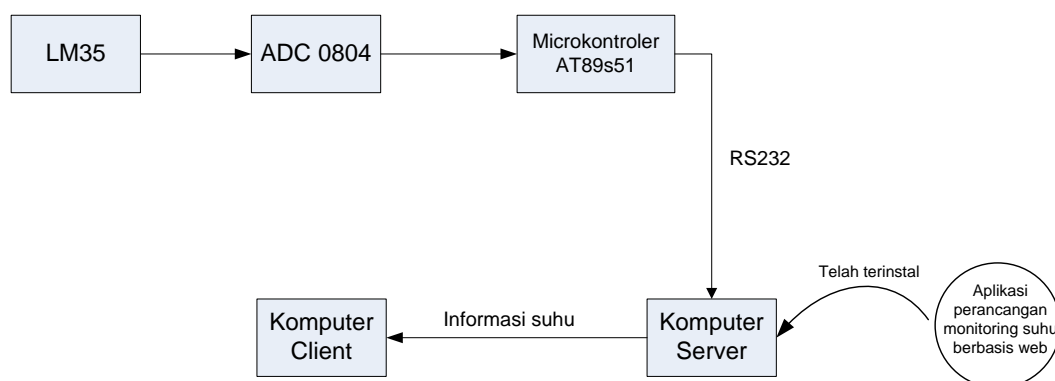 LM35
ADC 0804
Microkontroler
AT89s51
RS232
Telah terinstal
Aplikasi
perancangan
monitoring suhu
berbasis web
Komputer
Server
Informasi suhu
Komputer
Client